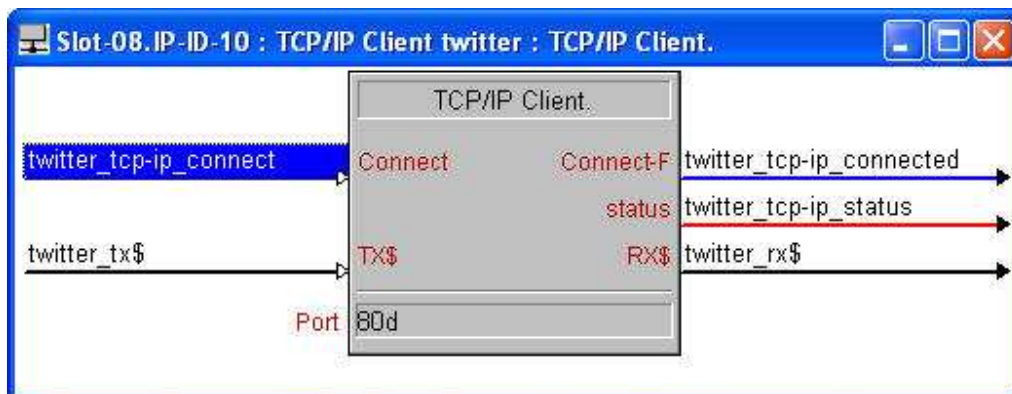 Slot-08.IP-ID-10 : TCP/IP Client twitter : TCP/IP Client.
TCP/IP Client.
twitter_tcp-ip_connect Connect Connect-F twitter_tcp-ip_connected
status twitter_tcp-ip_status
twitter_tx$ TX$ RX$ twitter_rx$
Port 80d